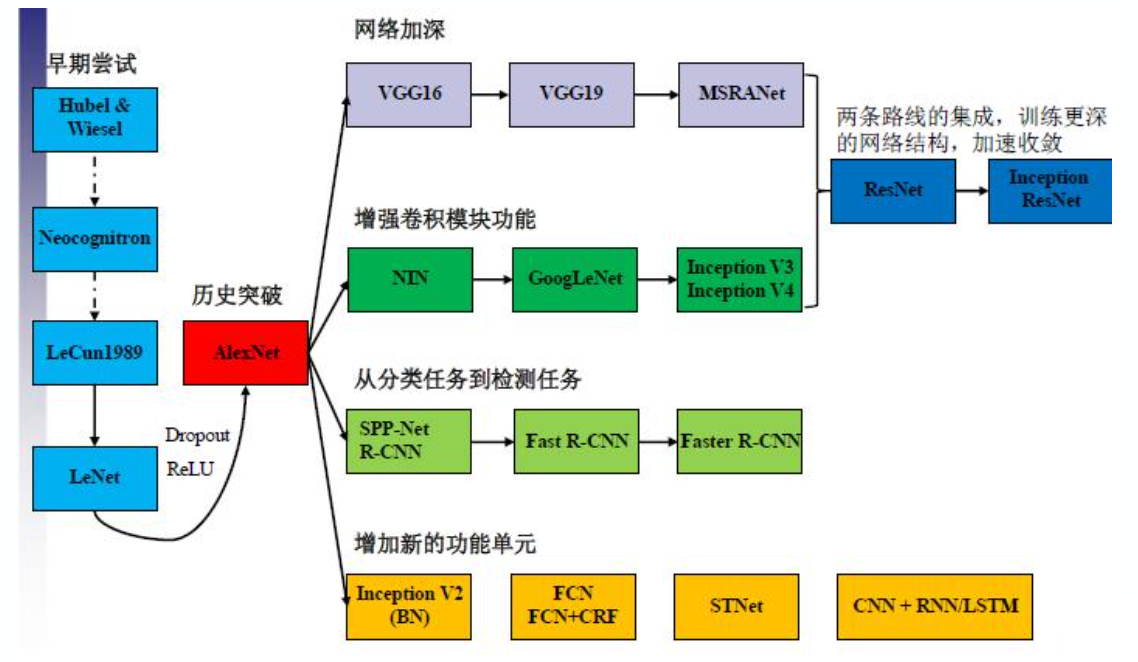 早期尝试
Hubel &
Wiesel
Neocognitron
LeCun1989
LeNet
Dropout
ReLU
历史突破
AlexNet
网络加深
VGG16
VGG19
MSRANet
增强卷积模块功能
NIN
GoogLeNet
Inception V3
Inception V4
两条路线的集成，训练更深
的网络结构，加速收敛
ResNet
Inception
ResNet
从分类任务到检测任务
SPP-Net
R-CNN
Fast R-CNN
Faster R-CNN
增加新的功能单元
Inception V2
(BN)
FCN
FCN+CRF
STNet
CNN + RNN/LSTM